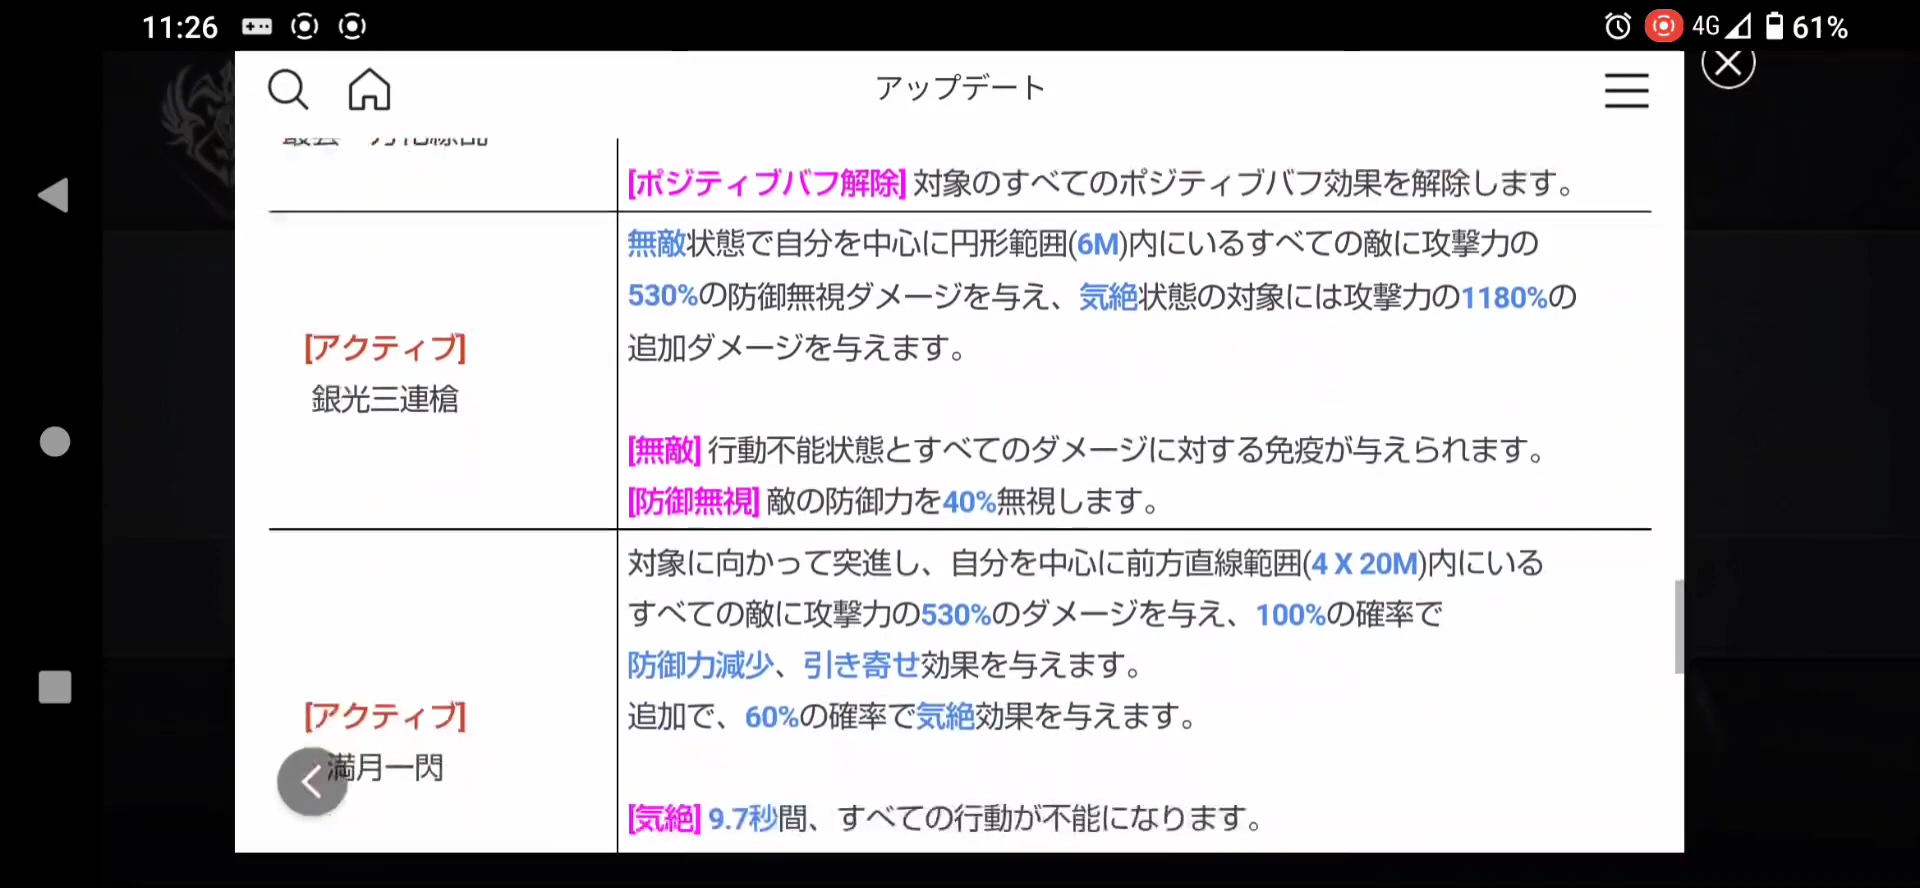 11:26
4G 61%
アップデート
[ポジティブバフ解除] 対象のすべてのポジティブバフ効果を解除します。
[アクティブ]
銀光三連槍
無敵状態で自分を中心に円形範囲(6M)内にいるすべての敵に攻撃力の
530%の防御無視ダメージを与え、気絶状態の対象には攻撃力の1180%の
追加ダメージを与えます。
[無敵] 行動不能状態とすべてのダメージに対する免疫が与えられます。
[防御無視] 敵の防御力を40%無視します。
[アクティブ]
満月一閃
対象に向かって突進し、自分を中心に前方直線範囲(4 X 20M)内にいる
すべての敵に攻撃力の530%のダメージを与え、100%の確率で
防御力減少、引き寄せ効果を与えます。
追加で、60%の確率で気絶効果を与えます。
[気絶] 9.7秒間、すべての行動が不能になります。